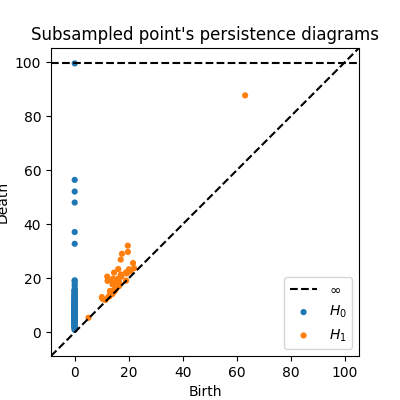 Subsampled point's persistence diagrams
100
80
60
40
20
0
Death
0 20 40 60 80 100
Birth
∞
H₀
H₁